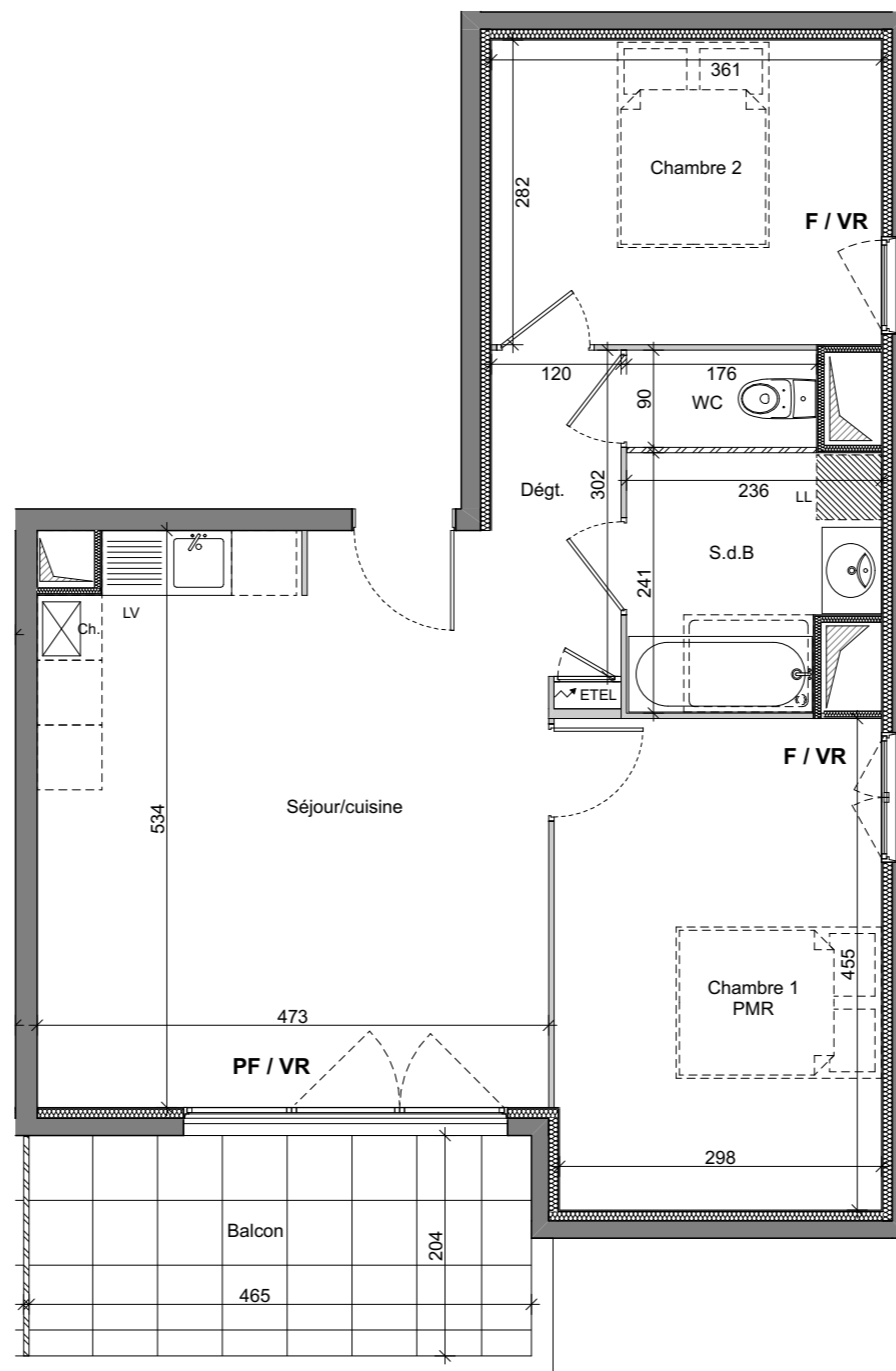 361
Chambre 2
282
F / VR
120
176
90
WC
302
Dégt.
236
LL
S.d.B
241
LV
Ch.
ETEL
F / VR
534
Séjour/cuisine
455
Chambre 1
PMR
473
PF / VR
298
Balcon
204
465